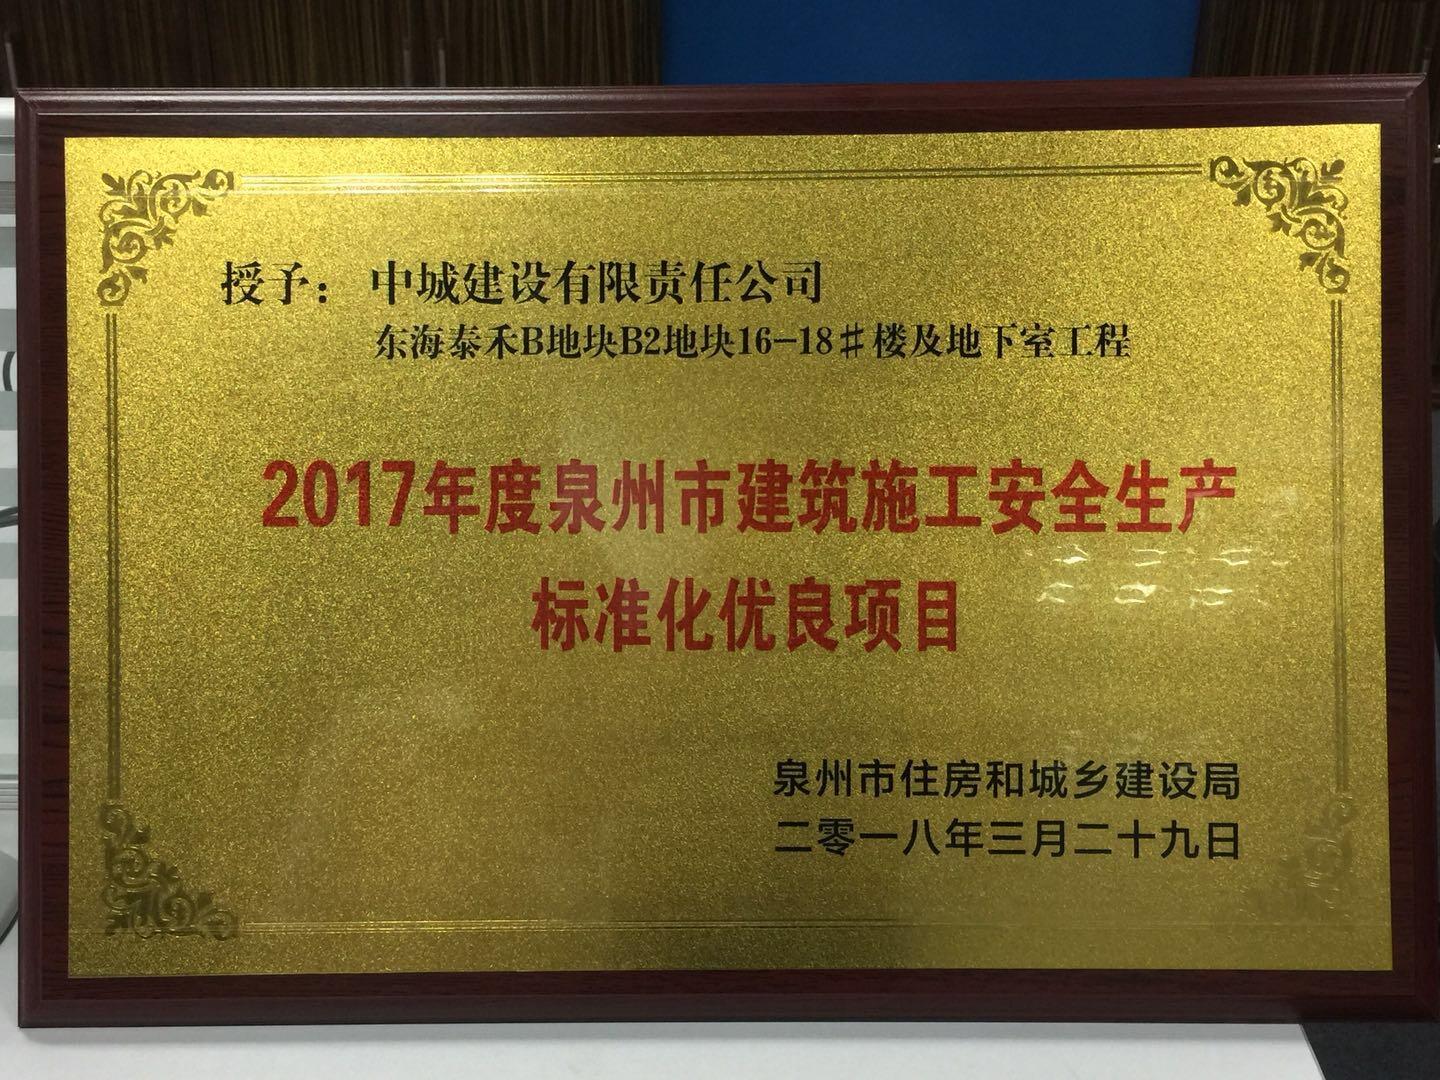 授予： 中城建设有限责任公司
东海泰禾B地块B2地块16-18#楼及地下室工程
2017年度泉州市建筑施工安全生产
标准化优良项目
泉州市住房和城乡建设局
二零一八年三月二十九日